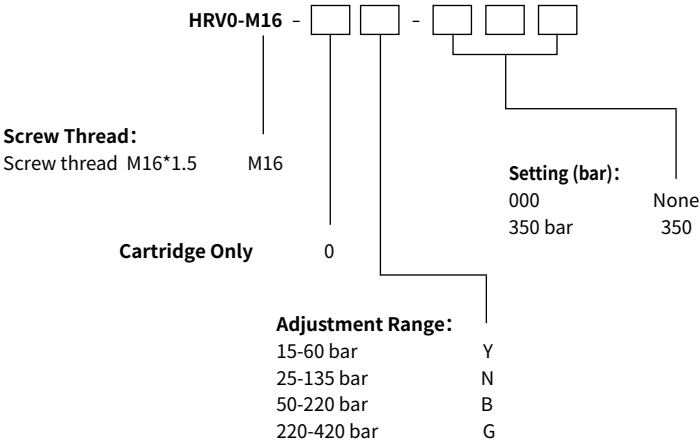 HRV0-M16 - -
Screw Thread：
Screw thread M16*1.5 M16
Setting (bar)：
000 None
350 bar 350
Cartridge Only 0
Adjustment Range：
15-60 bar Y
25-135 bar N
50-220 bar B
220-420 bar G